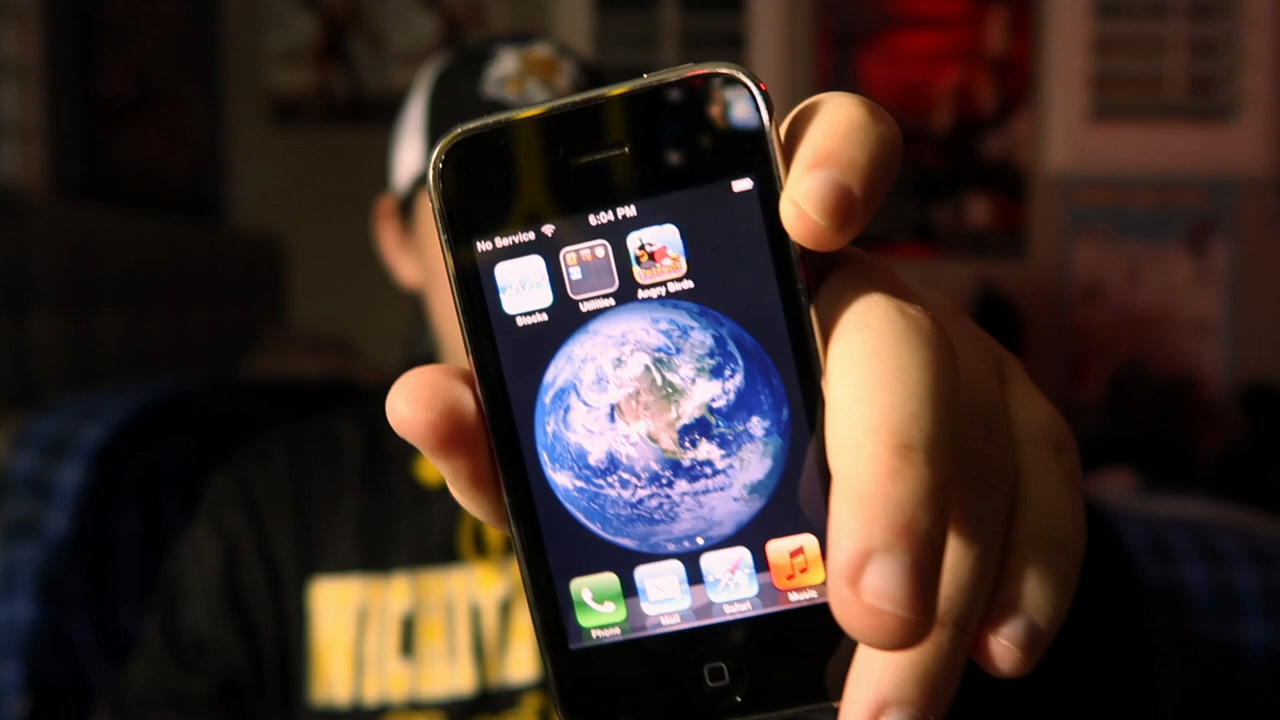 No Service 6:04 PM
Stocks Utilities Angry Birds
Phone Mail Safari Music